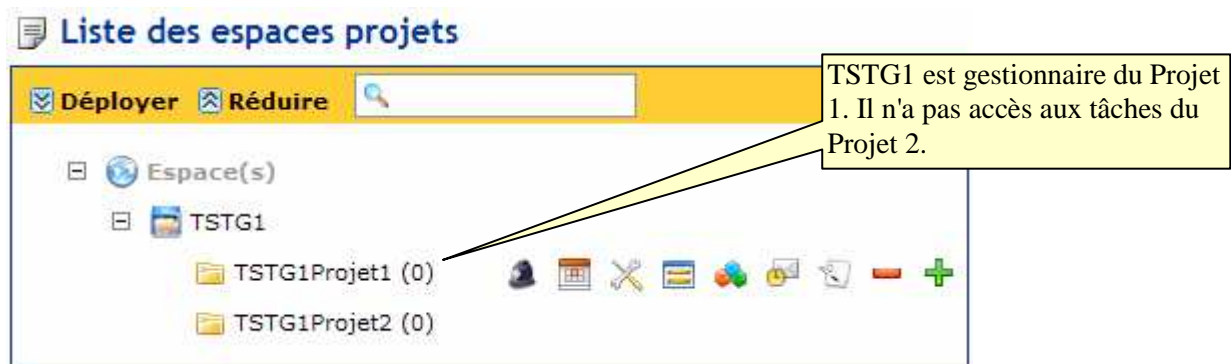 Liste des espaces projets
Déployer Réduire
TSTG1 est gestionnaire du Projet
1. Il n'a pas accès aux tâches du
Projet 2.
Espace(s)
TSTG1
TSTG1Projet1 (0)
TSTG1Projet2 (0)